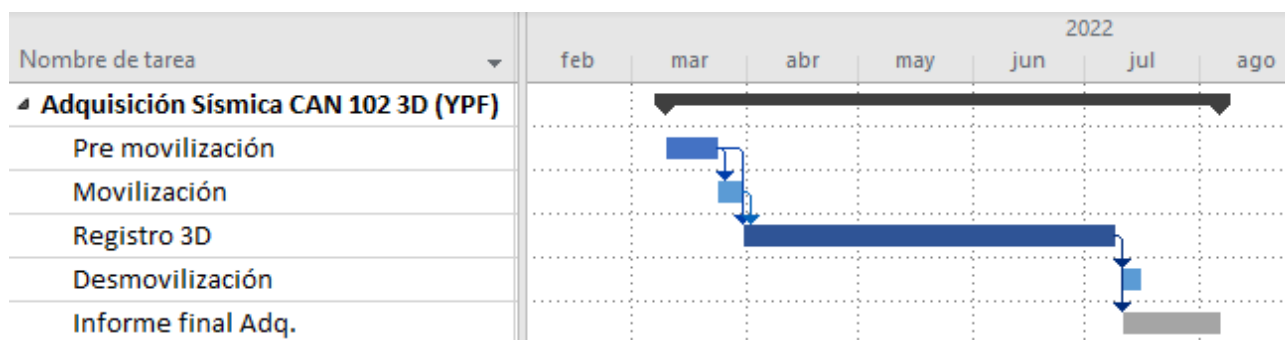 2022
Nombre de tarea feb mar abr may jun jul ago
Adquisición Sísmica CAN 102 3D (YPF)
Pre movilización
Movilización
Registro 3D
Desmovilización
Informe final Adq.